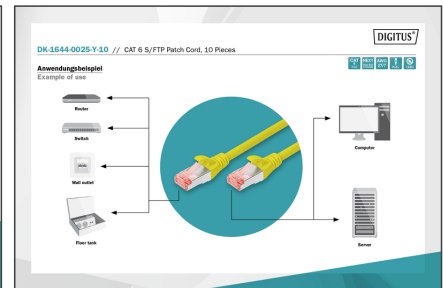 DIGITUS®
DK-1644-0025-Y-10 // CAT 6 S/FTP Patch Cord, 10 Pieces
Anwendungsbeispiel
Example of use
Router
Switch
Wall outlet
Floor tank
Computer
Server